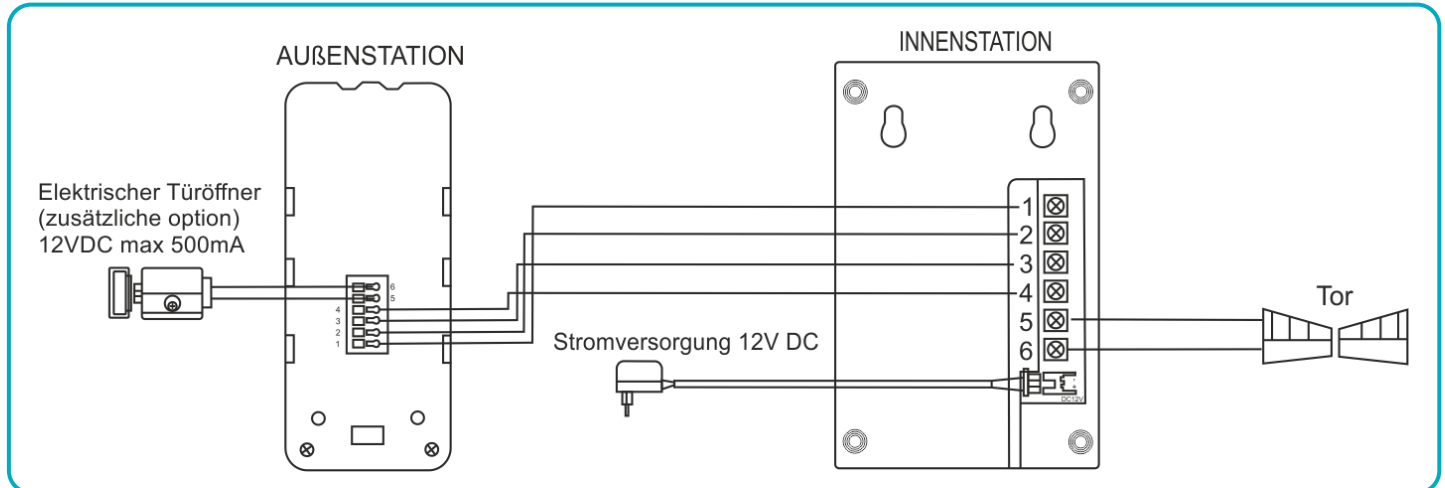 AUßENSTATION
INNENSTATION
Elektrischer Türöffner
(zusätzliche option)
12VDC max 500mA
6
5
4
3
2
1
1
2
3
4
5
6
Tor
Stromversorgung 12V DC
DC12V